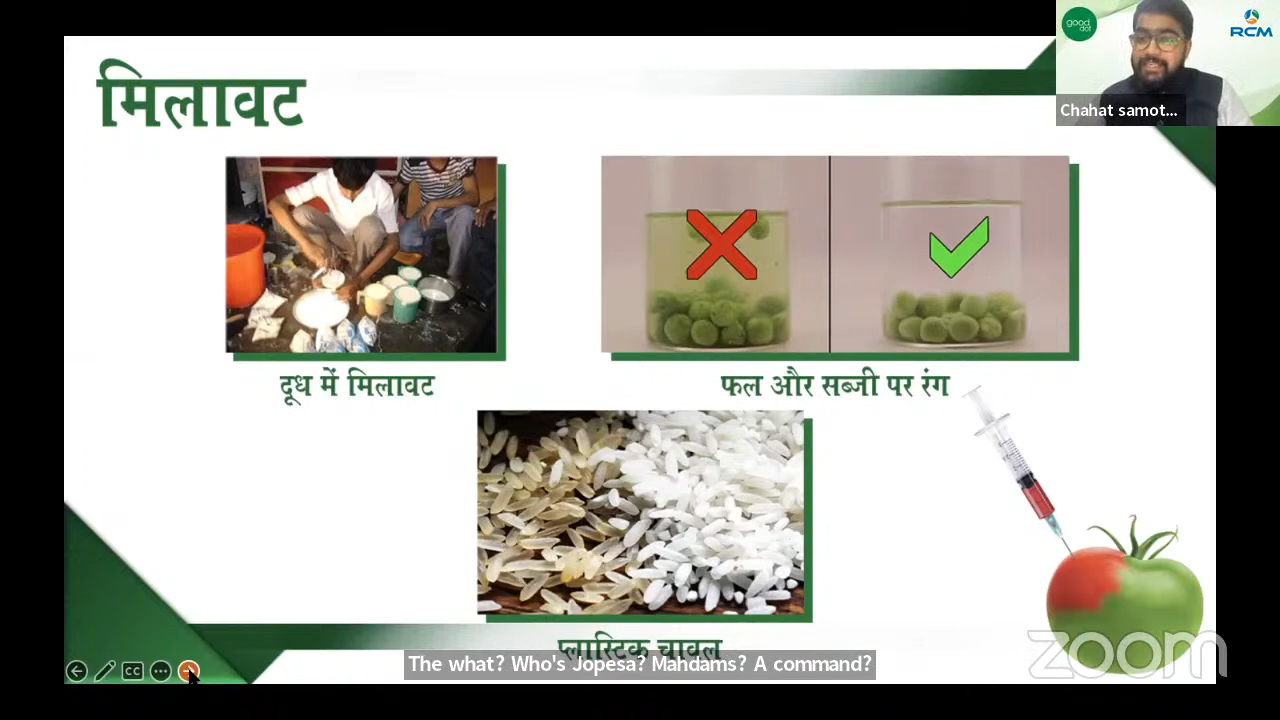 good
dot
RCM
Chahat samot...
मिलावट
दूध में मिलावट
फल और सब्जी पर रंग
प्लास्टिक चावल
The what? Who's Jopesa? Mahdams? A command?
CC
zoom